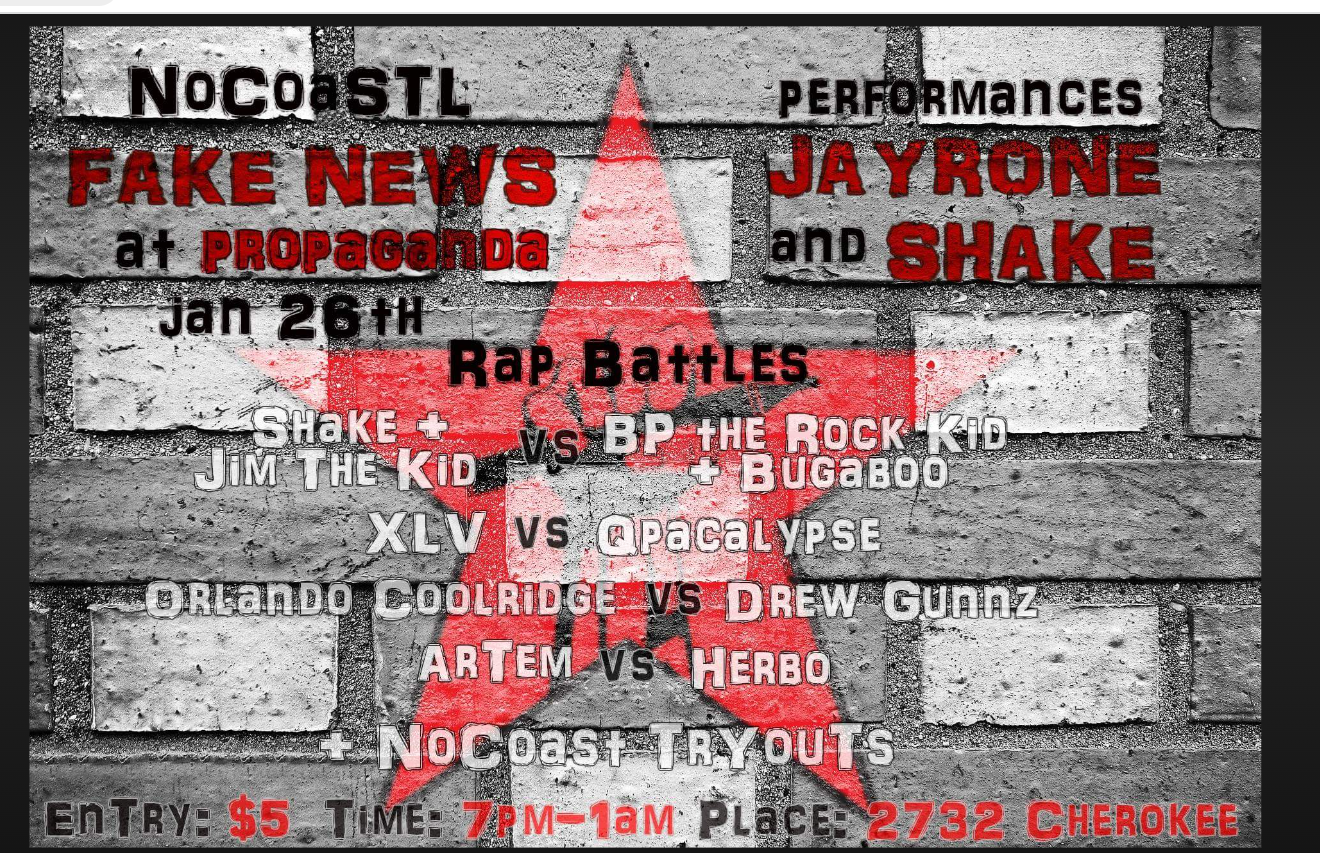 NoCoaSTL
FAKE NEWS
at PROPaGaNDa
Jan 26tH
PERFORMaNCES
JAYRONE
and SHAKE
Rap BattLES
SHaKE + JiM THE KiD vs BP tHE ROCK KiD + BUGaBOO
XLV vs QpacaLYPSE
ORLanDO COOLRiDGE vs DREW Gunnz
ARTEM vs HERBO
+ NoCoast TRYouTs
EnTRY: $5 TiME: 7PM-1aM PLaCE: 2732 CHEROKEE